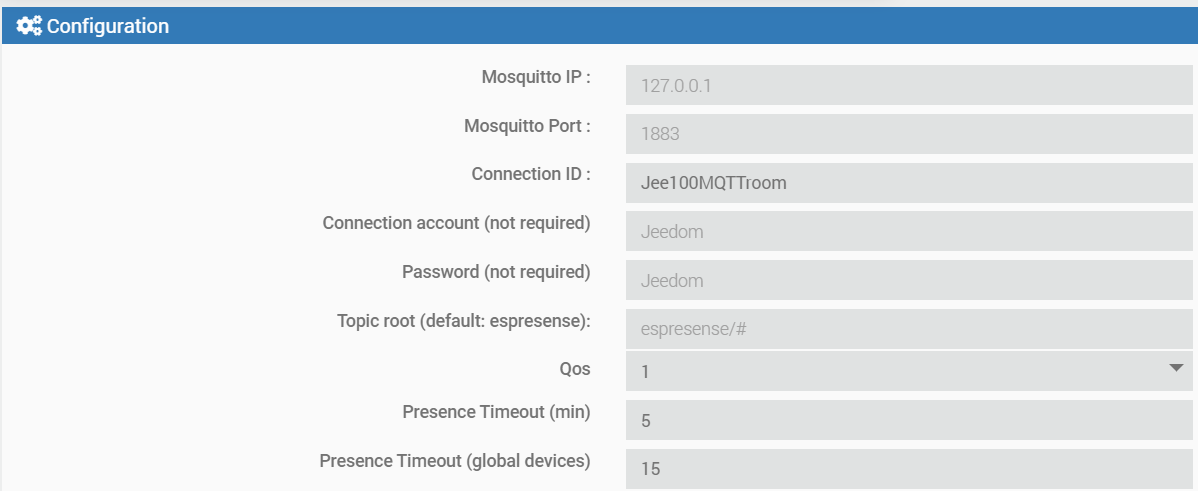 Configuration
Mosquitto IP :
127.0.0.1
Mosquitto Port :
1883
Connection ID :
Jee100MQTTroom
Connection account (not required)
Jeedom
Password (not required)
Jeedom
Topic root (default: espresense):
espresense/#
Qos
1
Presence Timeout (min)
5
Presence Timeout (global devices)
15